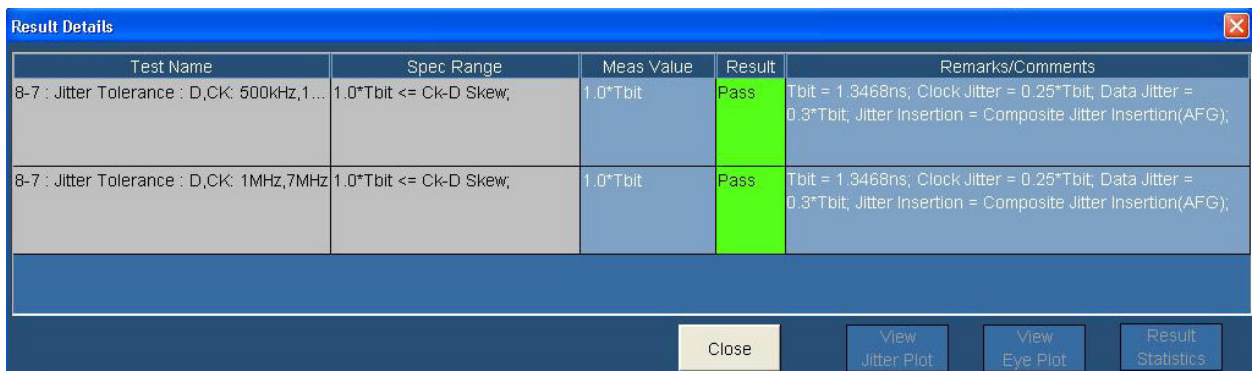 Result Details
Test Name Spec Range Meas Value Result Remarks/Comments
8-7 : Jitter Tolerance : D,CK: 500kHz,1... 1.0*Tbit <= Ck-D Skew; 1.0*Tbit Pass Tbit = 1.3468ns; Clock Jitter = 0.25*Tbit; Data Jitter =
0.3*Tbit; Jitter Insertion = Composite Jitter Insertion(AFG);
8-7 : Jitter Tolerance : D,CK: 1MHz,7MHz 1.0*Tbit <= Ck-D Skew; 1.0*Tbit Pass Tbit = 1.3468ns; Clock Jitter = 0.25*Tbit; Data Jitter =
0.3*Tbit; Jitter Insertion = Composite Jitter Insertion(AFG);
Close
View
Jitter Plot
View
Eye Plot
Result
Statistics